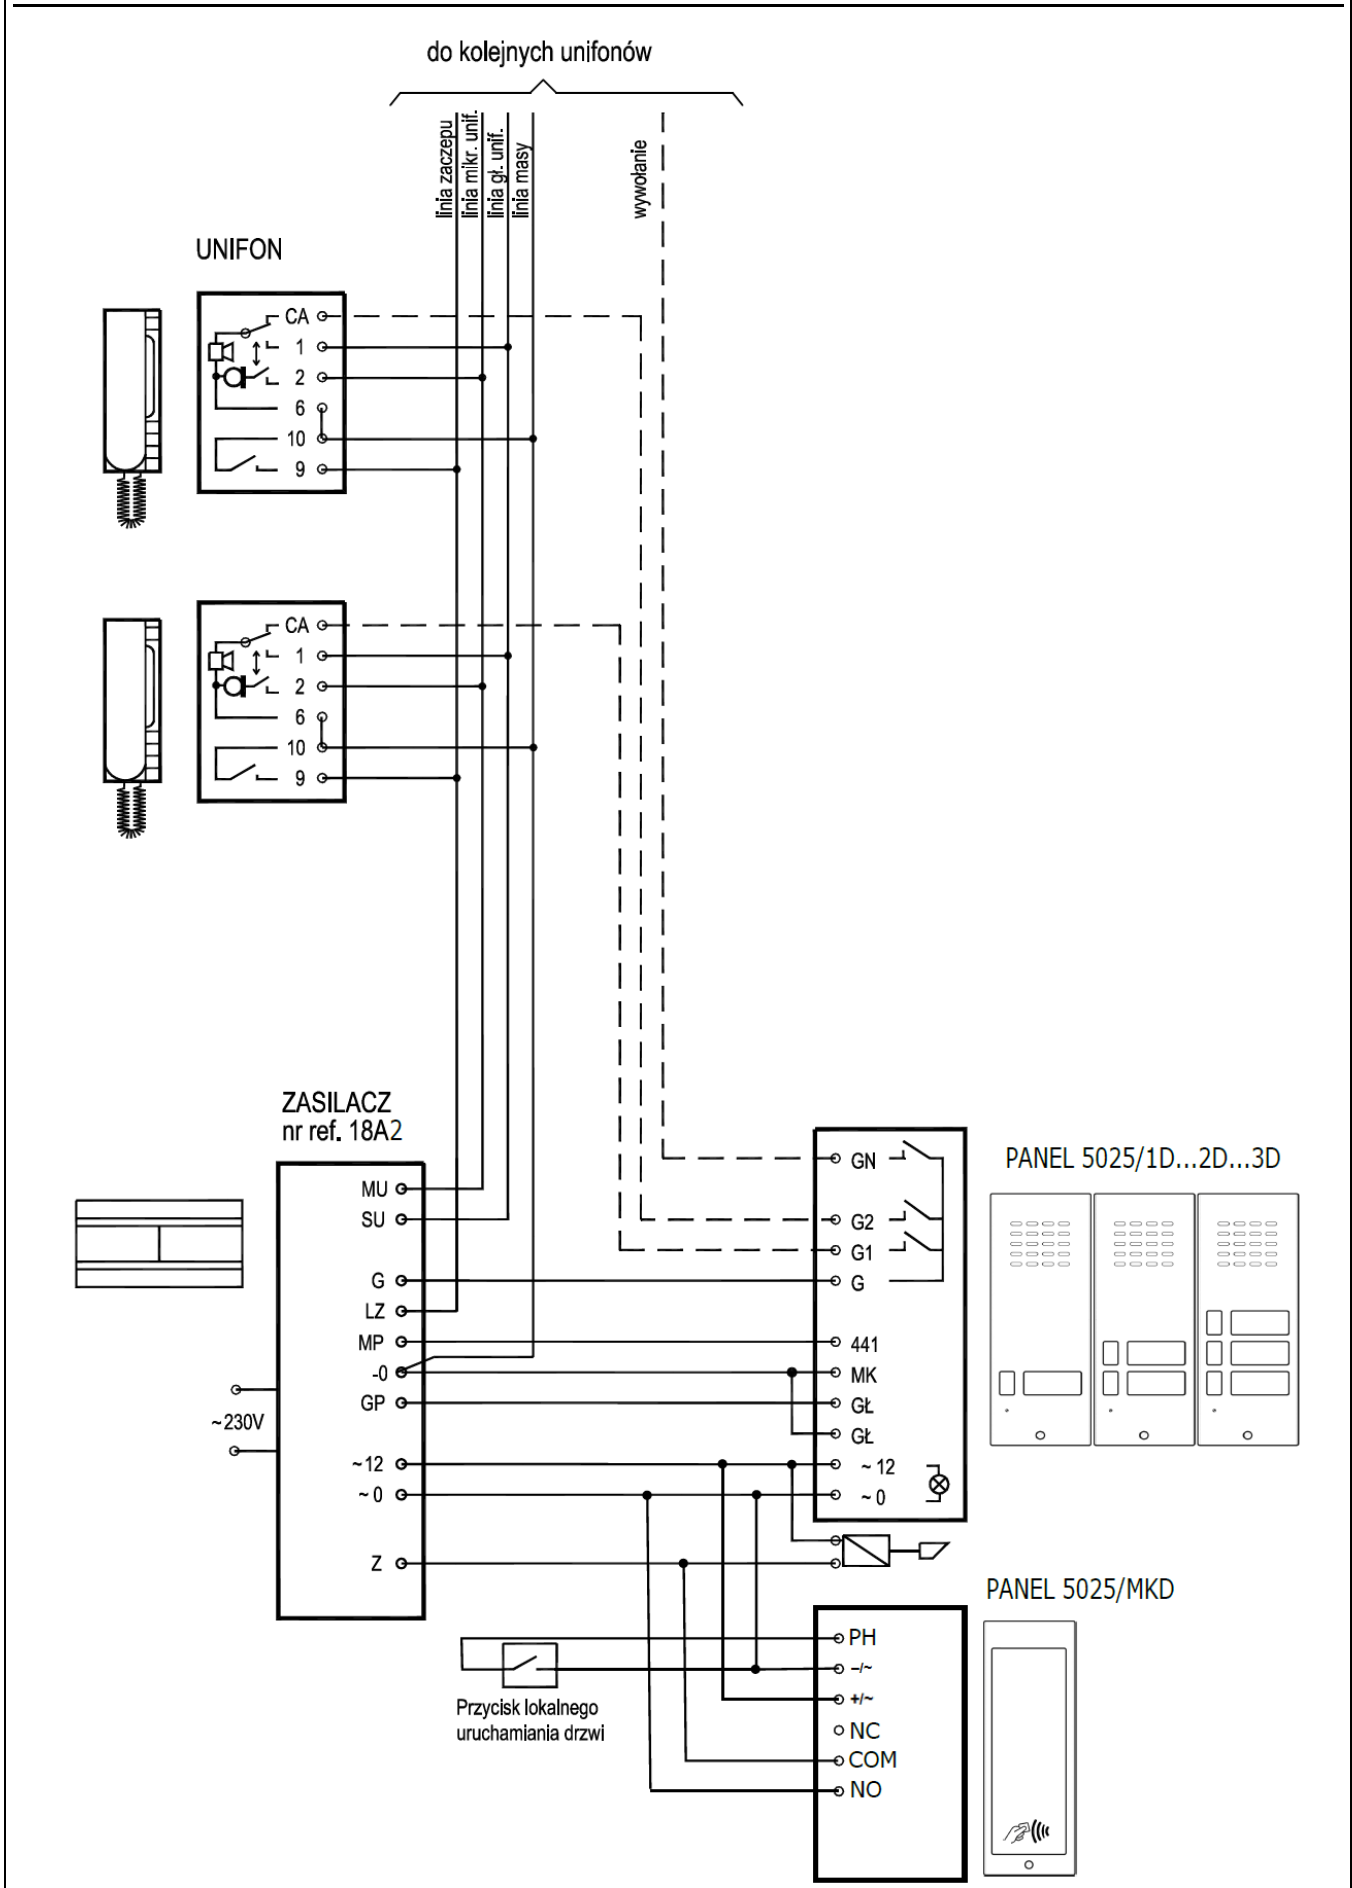 do kolejnych unifonów
linia zaczepu
linia mikr. unif.
linia gł. unif.
linia masy
wywołanie
UNIFON
CA
1
2
6
10
9
CA
1
2
6
10
9
ZASILACZ
nr ref. 18A2
MU
SU
G
LZ
MP
-0
GP
~12
~0
Z
~230V
GN
G2
G1
G
441
MK
GŁ
GŁ
~12
~0
PANEL 5025/1D...2D...3D
PANEL 5025/MKD
PH
–/~
+/~
NC
COM
NO
Przycisk lokalnego
uruchamiania drzwi